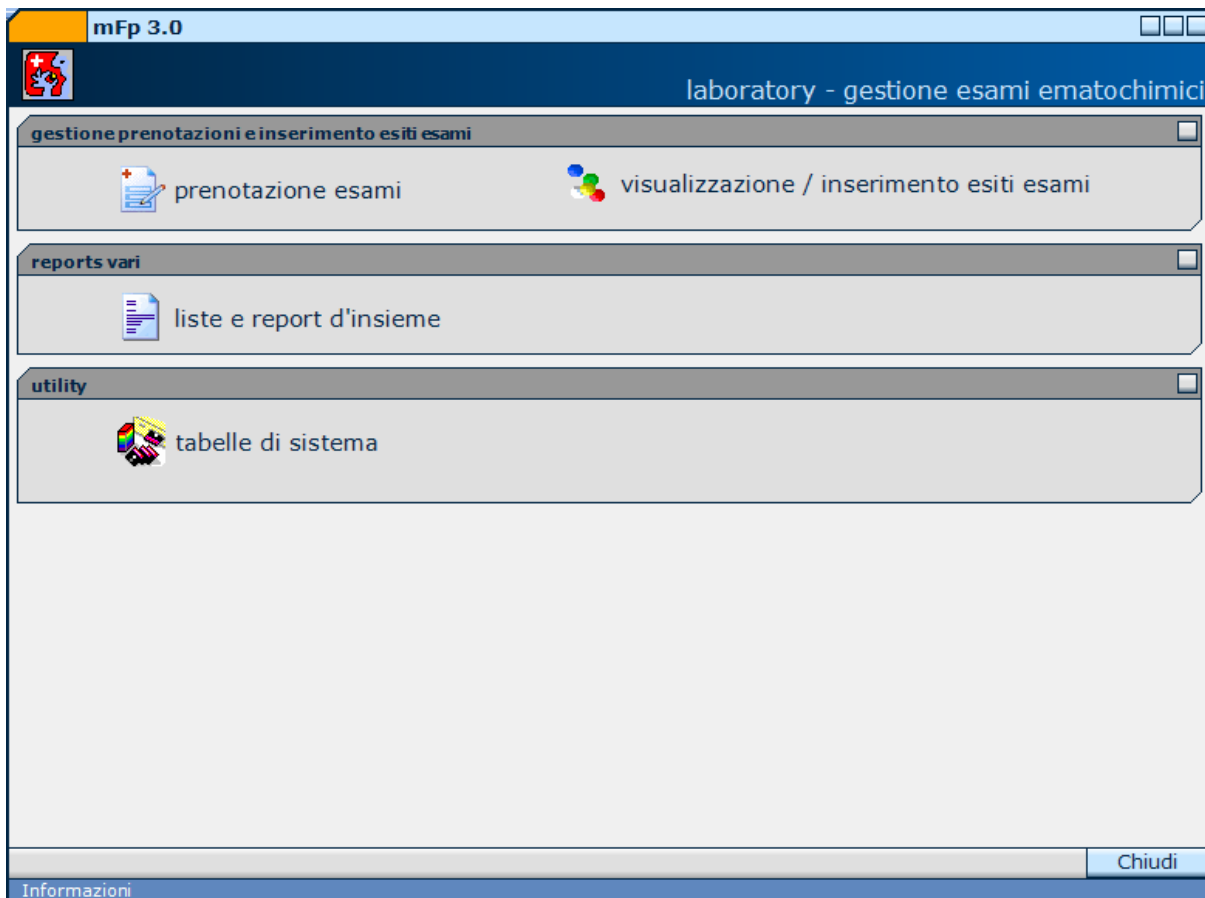 mFp 3.0
laboratory - gestione esami ematochimici
gestione prenotazioni e inserimento esiti esami
prenotazione esami
visualizzazione / inserimento esiti esami
reports vari
liste e report d'insieme
utility
tabelle di sistema
Chiudi
Informazioni